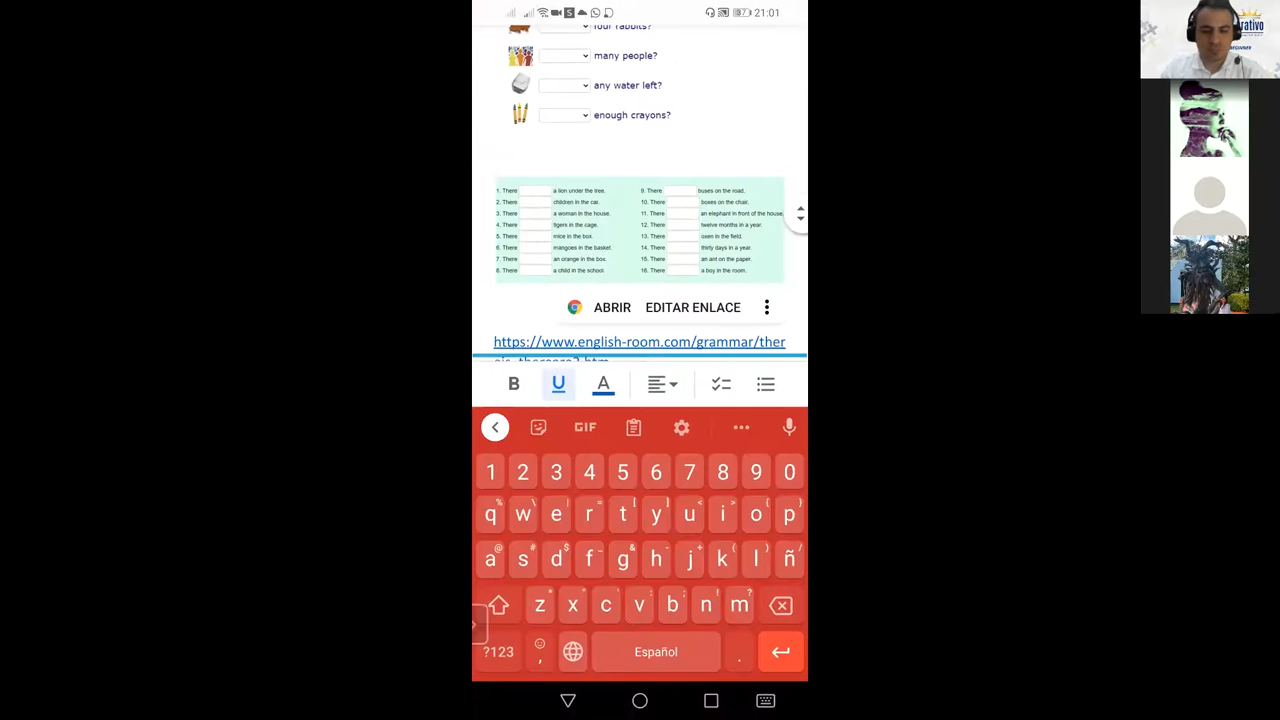 21:01
four rabbits?
many people?
any water left?
enough crayons?
1. There a lion under the tree.
2. There children in the car.
3. There a woman in the house.
4. There tigers in the cage.
5. There mice in the box.
6. There mangoes in the basket.
7. There an orange in the box.
8. There a child in the school.
9. There buses on the road.
10. There boxes on the chair.
11. There an elephant in front of the house.
12. There twelve months in a year.
13. There oxen in the field.
14. There thirty days in a year.
15. There an ant on the paper.
16. There a boy in the room.
ABRIR EDITAR ENLACE
https://www.english-room.com/grammar/ther
B U A
GIF
1 2 3 4 5 6 7 8 9 0
q w e r t y u i o p
a s d f g h j k l ñ
z x c v b n m
?123 , Español .
rativo
BEGINNER